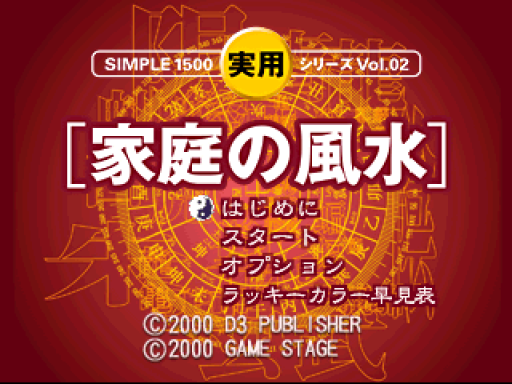 SIMPLE 1500 実用 シリーズ Vol.02
[家庭の風水]
はじめに
スタート
オプション
ラッキーカラー早見表
©2000 D3 PUBLISHER
©2000 GAME STAGE